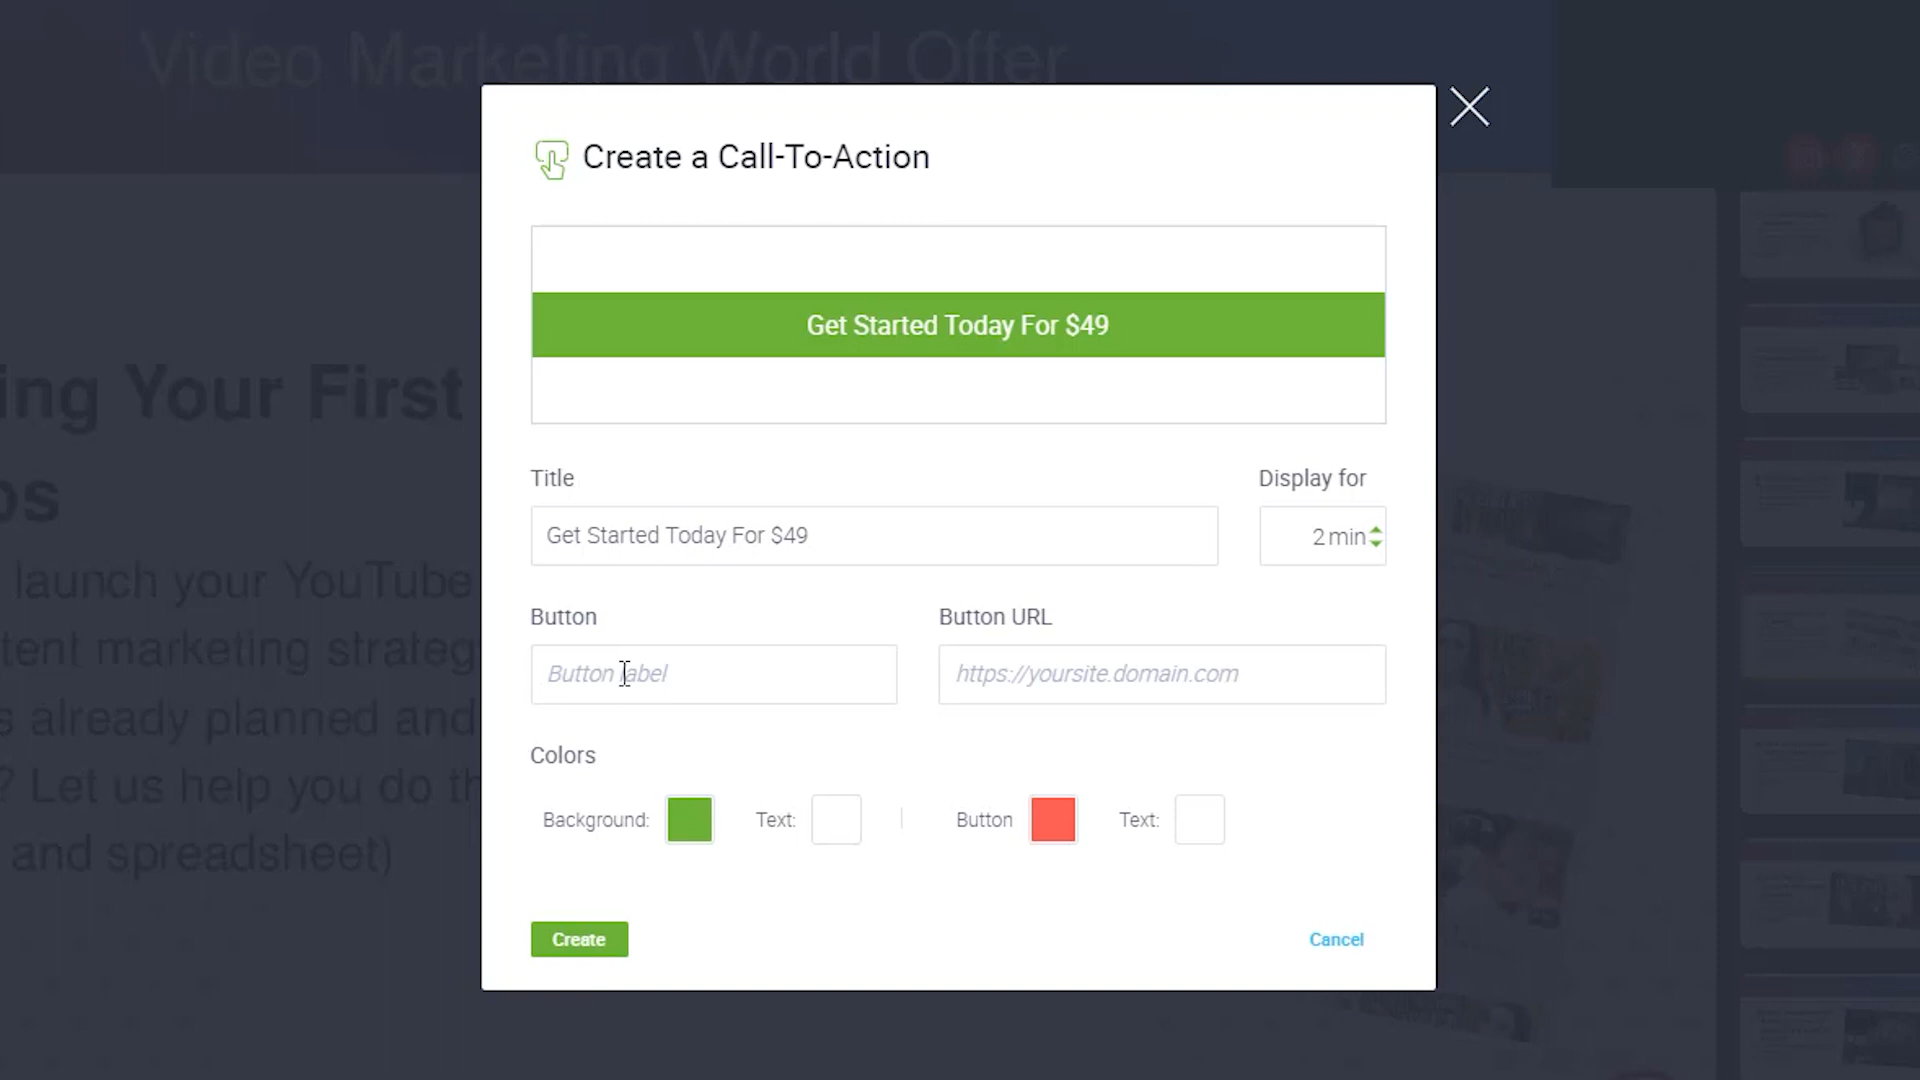 Video Marketing World Offer
Create a Call-To-Action
Get Started Today For $49
Title
Display for
Get Started Today For $49
2 min
Button
Button URL
Button label
https://yoursite.domain.com
Colors
Background:
Text:
Button
Text:
Create
Cancel
ing Your First
os
launch your YouTube
tent marketing strateg
s already planned and
? Let us help you do th
and spreadsheet)